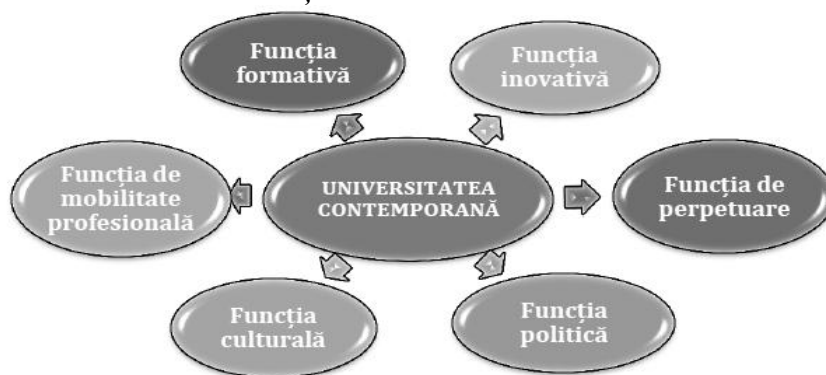 Funcția
formativă
Funcția
inovativă
Funcția de
mobilitate
profesională
UNIVERSITATEA
CONTEMPORANĂ
Funcția de
perpetuare
Funcția
culturală
Funcția
politică